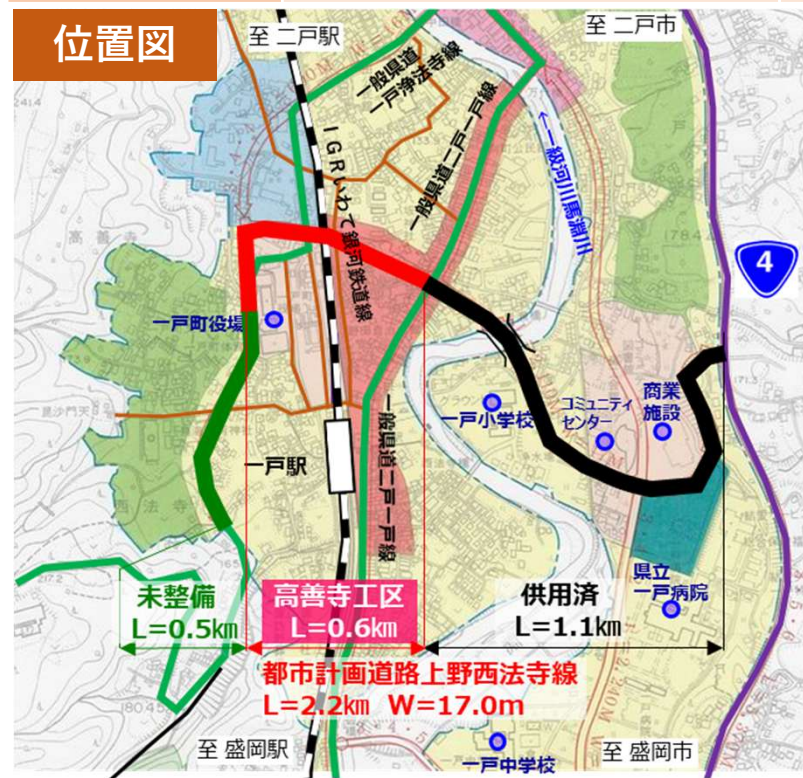 位置図
至 二戸駅
至 二戸市
一般県道
一戸浄法寺線
一般県道二戸一戸線
←一級河川馬淵川
IGRいわて銀河鉄道線
4
高善寺
一戸町役場
一戸小学校
コミュニティ
センター
商業
施設
一戸駅
一般県道二戸一戸線
西法寺
県立
一戸病院
未整備
L=0.5km
高善寺工区
L=0.6km
供用済
L=1.1km
都市計画道路上野西法寺線
L=2.2km W=17.0m
至 盛岡駅
至 盛岡市
一戸中学校